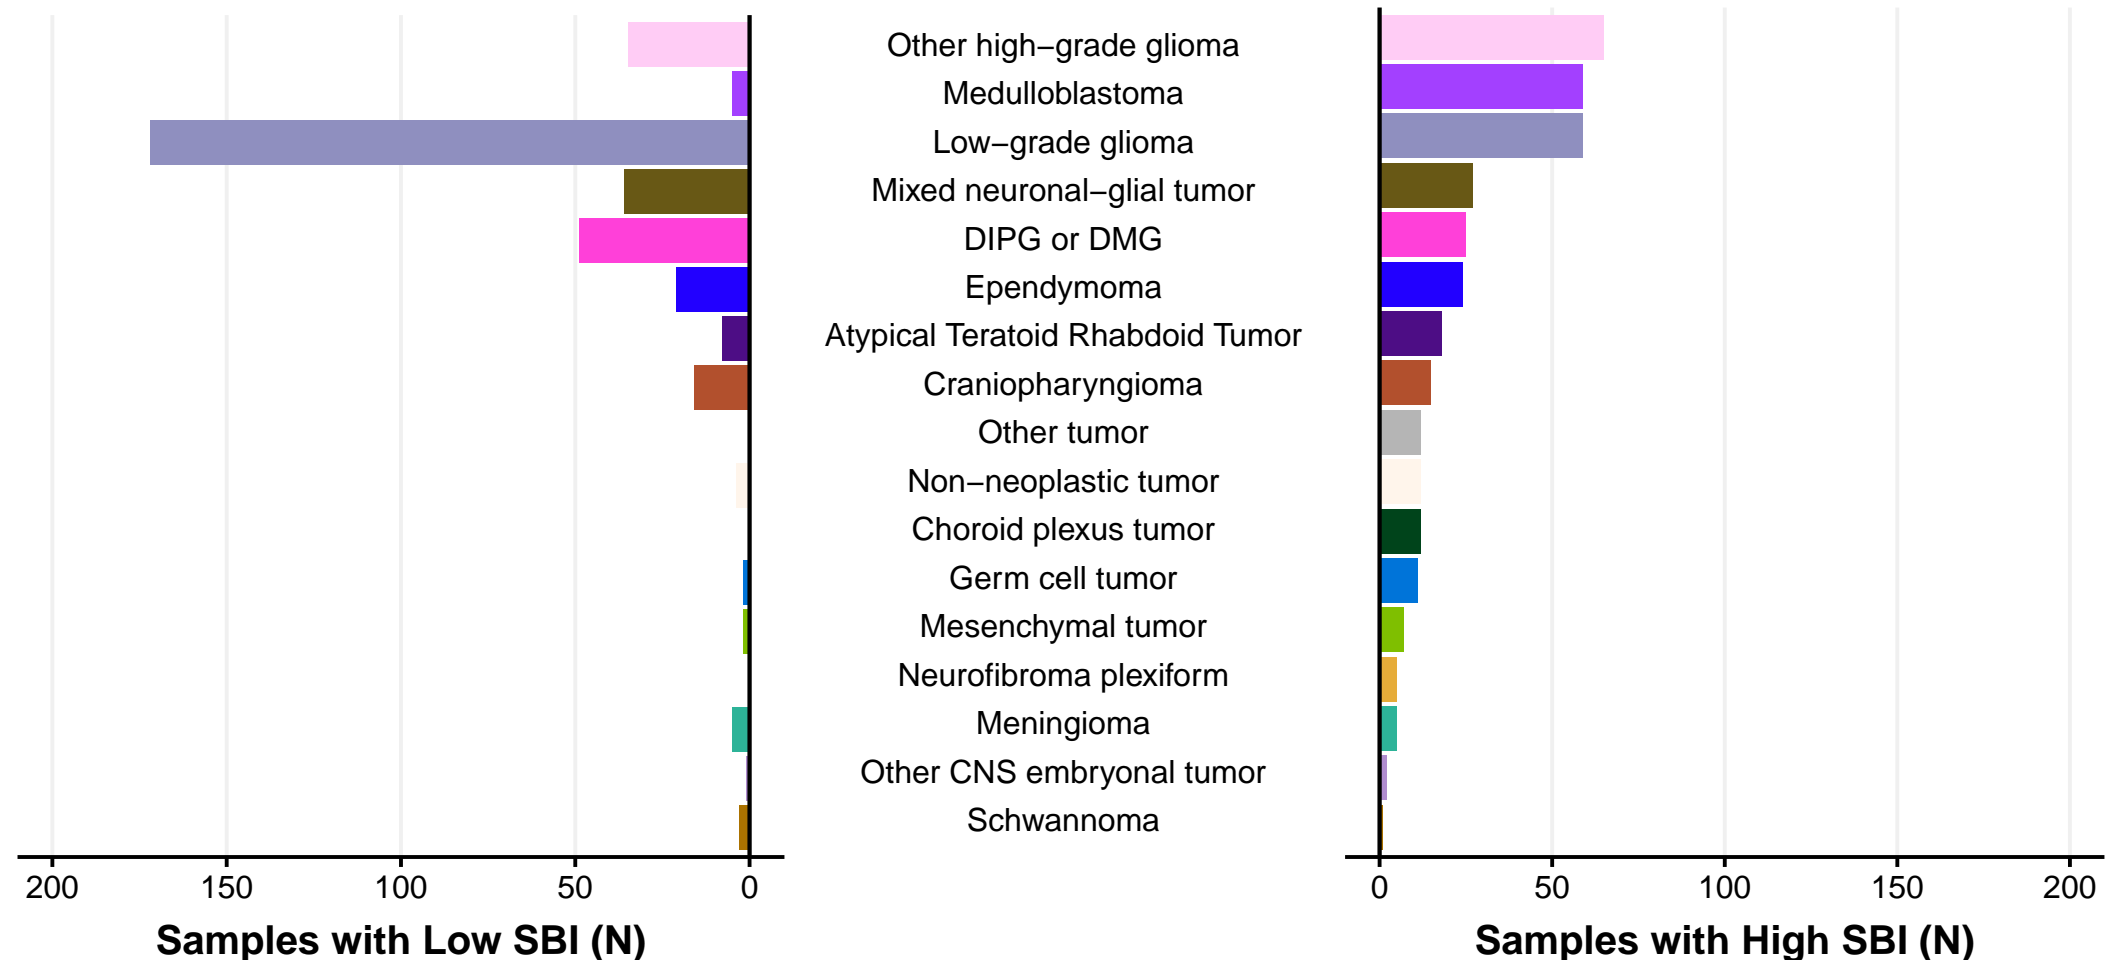 Other high−grade glioma
Medulloblastoma
Low−grade glioma
Mixed neuronal−glial tumor
DIPG or DMG
Ependymoma
Atypical Teratoid Rhabdoid Tumor
Craniopharyngioma
Other tumor
Non−neoplastic tumor
Choroid plexus tumor
Germ cell tumor
Mesenchymal tumor
Neurofibroma plexiform
Meningioma
Other CNS embryonal tumor
Schwannoma
200 150 100 50 0 0 50 100 150 200
Samples with Low SBI (N) Samples with High SBI (N)